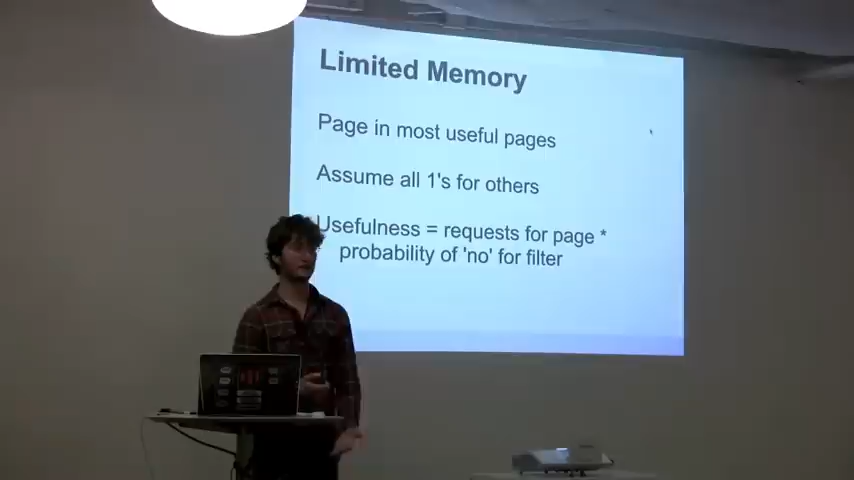 Limited Memory
Page in most useful pages
Assume all 1's for others
Usefulness = requests for page *
probability of 'no' for filter